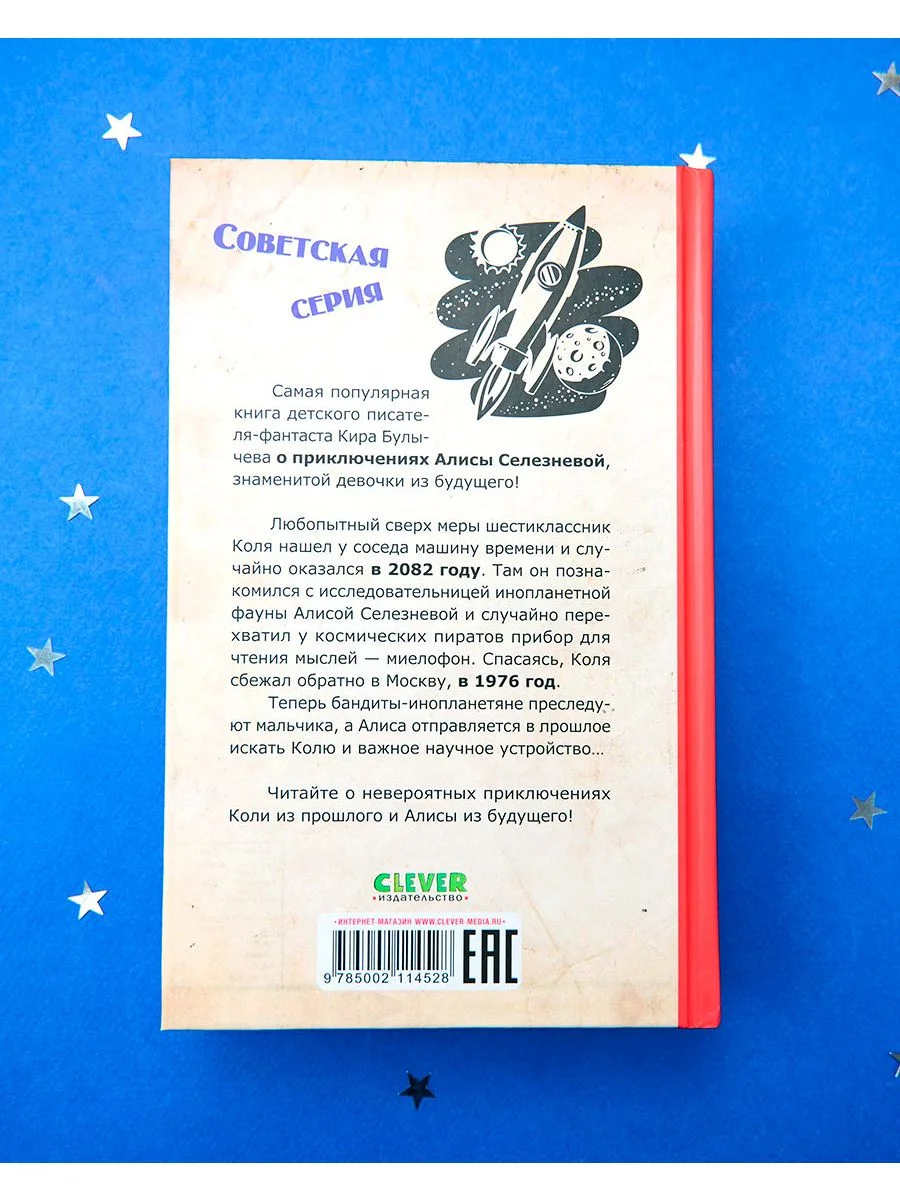 Советская
серия
Самая популярная
книга детского писате-
ля-фантаста Кира Булы-
чева о приключениях Алисы Селезневой,
знаменитой девочки из будущего!
Любопытный сверх меры шестиклассник
Коля нашел у соседа машину времени и слу-
чайно оказался в 2082 году. Там он позна-
комился с исследовательницей инопланетной
фауны Алисой Селезневой и случайно пере-
хватил у космических пиратов прибор для
чтения мыслей — миелофон. Спасаясь, Коля
сбежал обратно в Москву, в 1976 год.
Теперь бандиты-инопланетяне преследу-
ют мальчика, а Алиса отправляется в прошлое
искать Колю и важное научное устройство...
Читайте о невероятных приключениях
Коли из прошлого и Алисы из будущего!
CLEVER
•ИЗДАТЕЛЬСТВО•
•ИНТЕРНЕТ-МАГАЗИН WWW.CLEVER-MEDIA.RU•
9 785002 114528
EAC